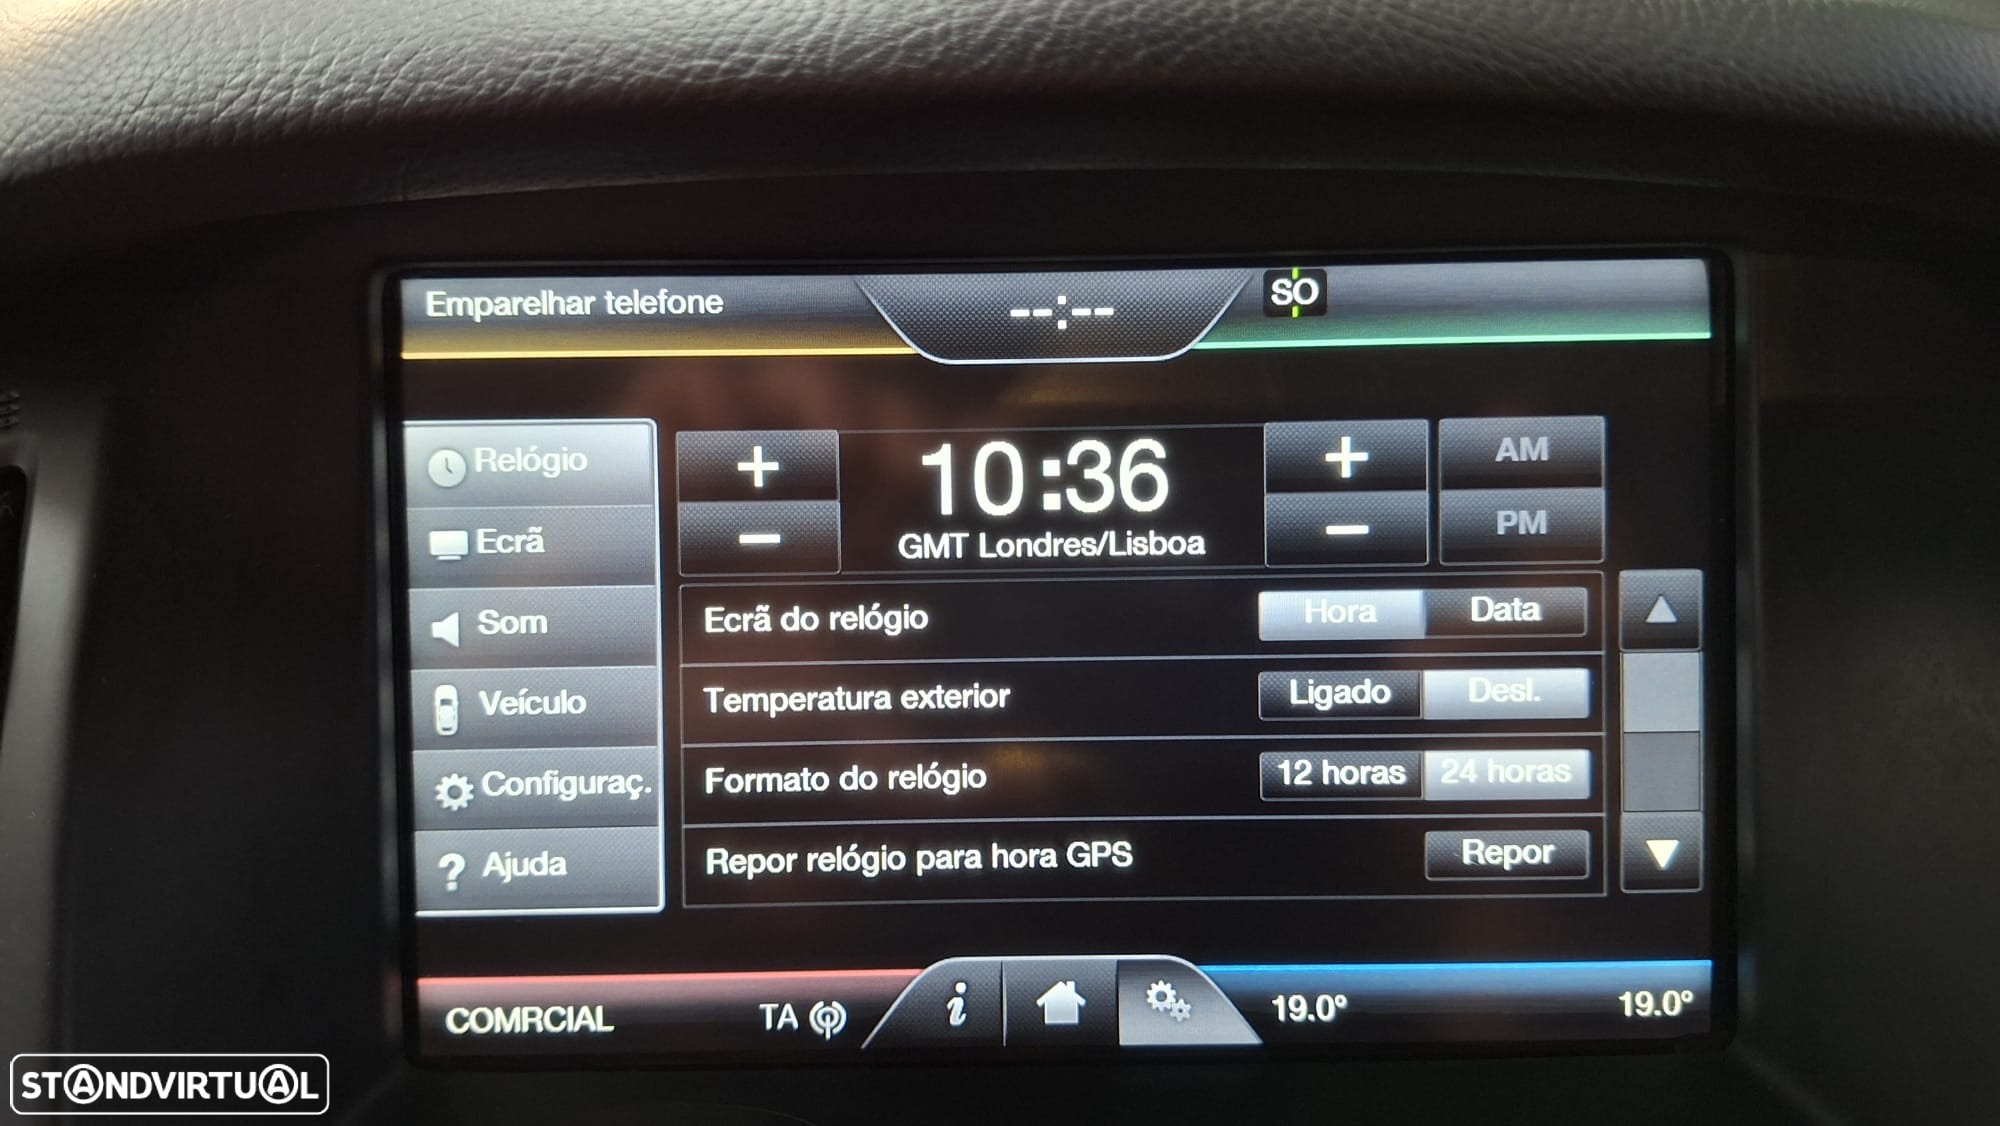 Emparelhar telefone
--:--
SO
Relógio
Ecrã
Som
Veículo
Configuraç.
? Ajuda
+
-
10:36
GMT Londres/Lisboa
+
-
AM
PM
Ecrã do relógio Hora Data
Temperatura exterior Ligado Desl.
Formato do relógio 12 horas 24 horas
Repor relógio para hora GPS Repor
COMRCIAL TA i 19.0° 19.0°
STANDVIRTUAL